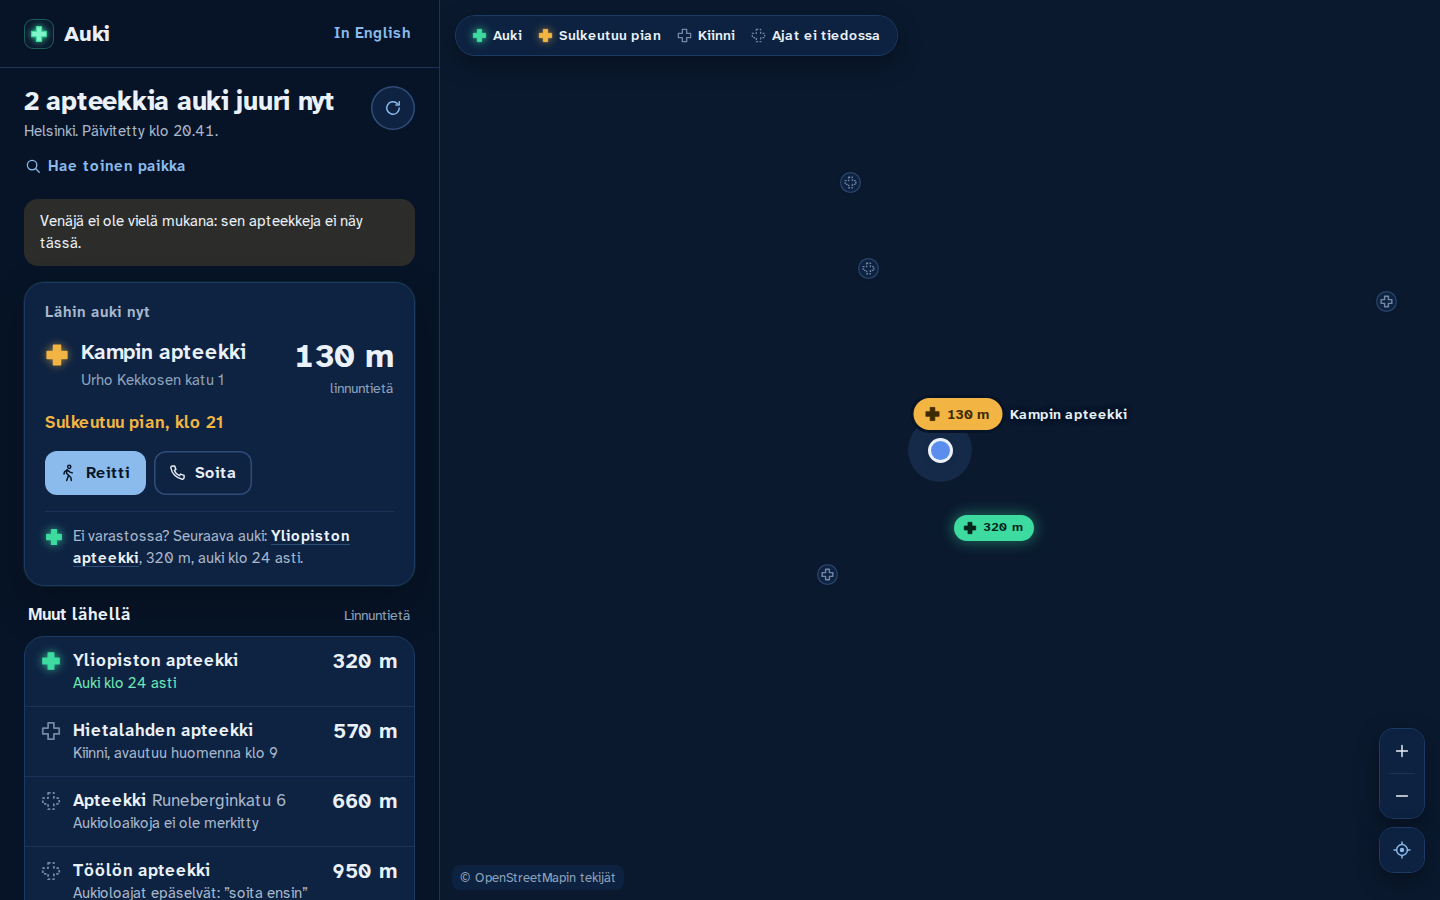 Auki
In English
2 apteekkia auki juuri nyt
Helsinki. Päivitetty klo 20.41.
Hae toinen paikka
Venäjä ei ole vielä mukana: sen apteekkeja ei näy
tässä.
Lähin auki nyt
Kampin apteekki
130 m
Urho Kekkosen katu 1
linnuntietä
Sulkeutuu pian, klo 21
Reitti
Soita
Ei varastossa? Seuraava auki: Yliopiston
apteekki, 320 m, auki klo 24 asti.
Muut lähellä
Linnuntietä
Yliopiston apteekki
320 m
Auki klo 24 asti
Hietalahden apteekki
570 m
Kiinni, avautuu huomenna klo 9
Apteekki Runeberginkatu 6
660 m
Aukioloaikoja ei ole merkitty
Töölön apteekki
950 m
Aukioloajat epäselvät: ”soita ensin”
Auki
Sulkeutuu pian
Kiinni
Ajat ei tiedossa
130 m
Kampin apteekki
320 m
+
−
© OpenStreetMapin tekijät